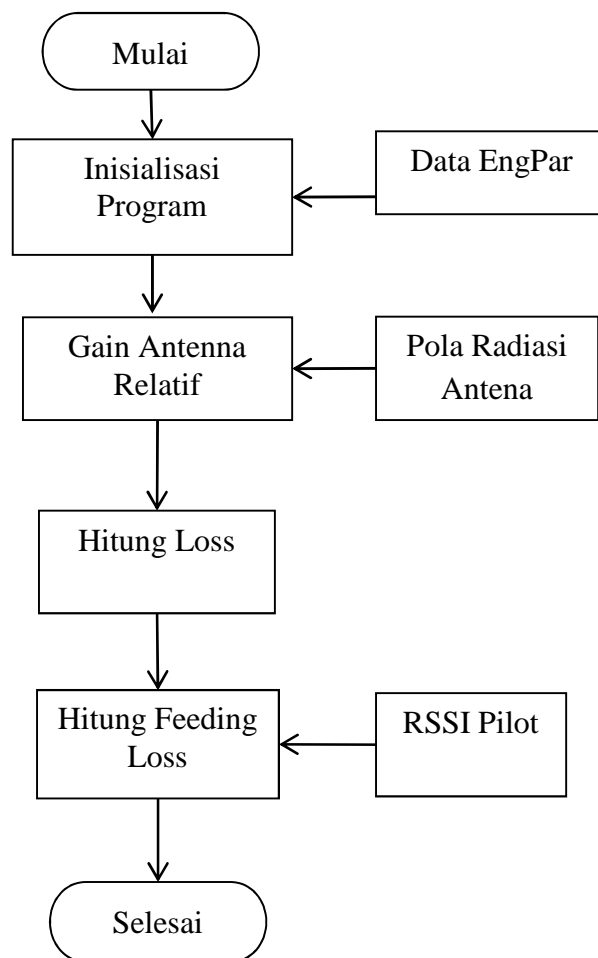 Mulai
Inisialisasi
Program
Data EngPar
Gain Antenna
Relatif
Pola Radiasi
Antena
Hitung Loss
Hitung Feeding
Loss
RSSI Pilot
Selesai